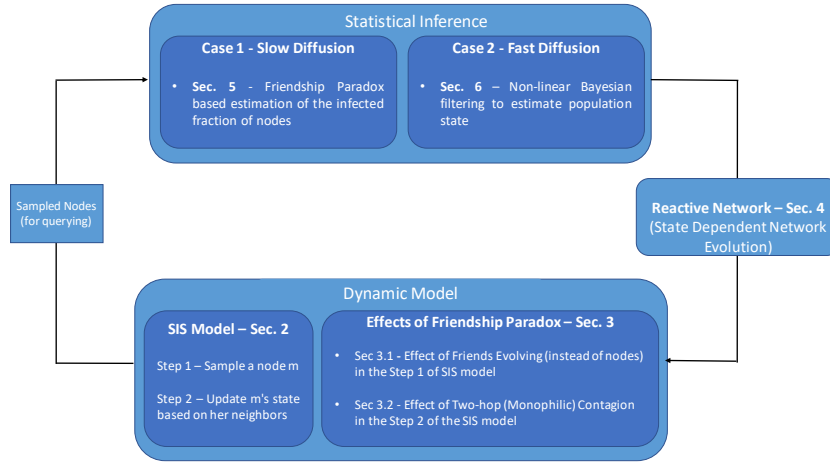 Statistical Inference
Case 1 - Slow Diffusion
• Sec. 5 - Friendship Paradox
based estimation of the infected
fraction of nodes
Case 2 - Fast Diffusion
• Sec. 6 – Non-linear Bayesian
filtering to estimate population
state
Sampled Nodes
(for querying)
Reactive Network – Sec. 4
(State Dependent Network
Evolution)
Dynamic Model
SIS Model – Sec. 2
Step 1 – Sample a node m
Step 2 – Update m's state
based on her neighbors
Effects of Friendship Paradox – Sec. 3
• Sec 3.1 - Effect of Friends Evolving (instead of nodes)
in the Step 1 of SIS model
• Sec 3.2 - Effect of Two-hop (Monophilic) Contagion
in the Step 2 of the SIS model